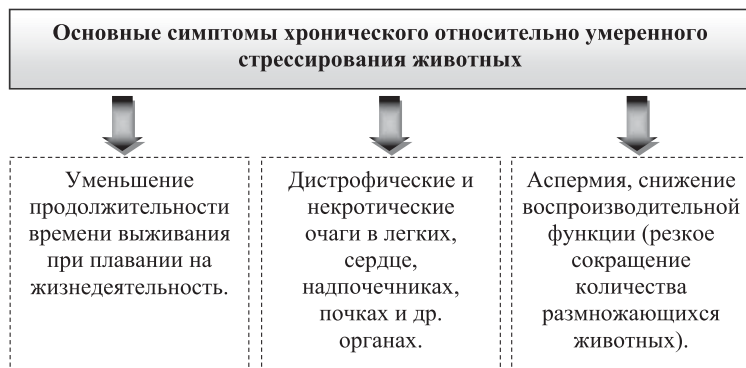 Основные симптомы хронического относительно умеренного
стрессирования животных
Уменьшение
продолжительности
времени выживания
при плавании на
жизнедеятельность.
Дистрофические и
некротические
очаги в легких,
сердце,
надпочечниках,
почках и др.
органах.
Аспермия, снижение
воспроизводительной
функции (резкое
сокращение
количества
размножающихся
животных).